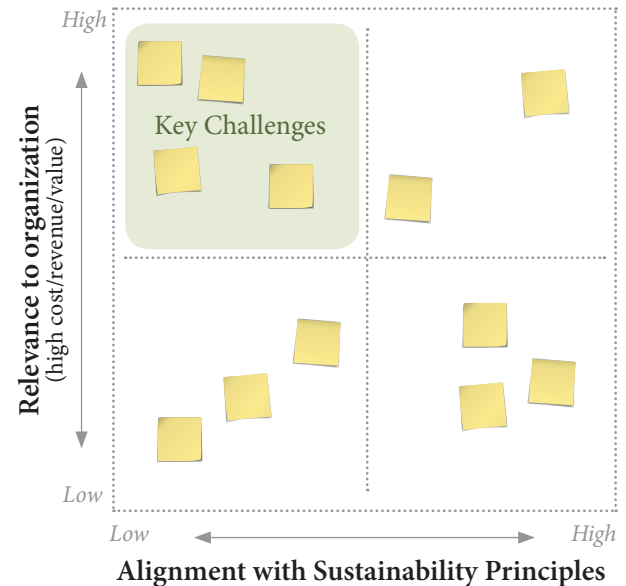 High
Key Challenges
Relevance to organization
(high cost/revenue/value)
Low
Low
High
Alignment with Sustainability Principles